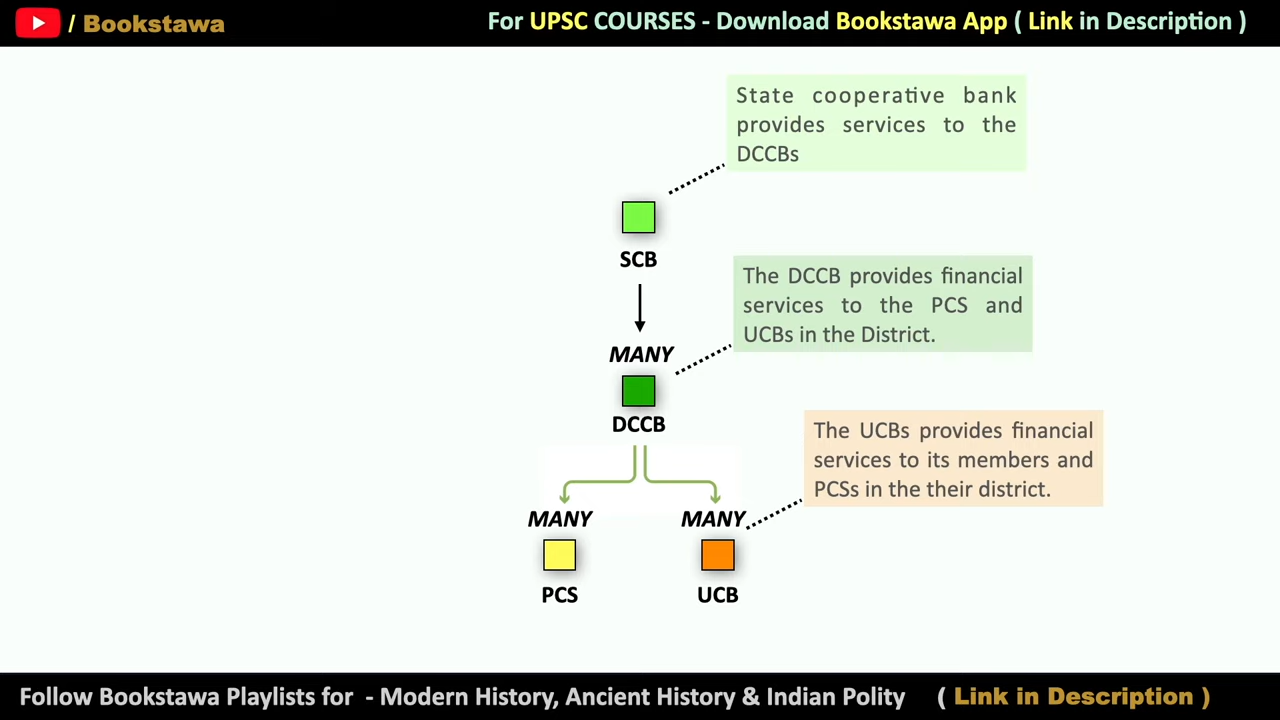 / Bookstawa
For UPSC COURSES - Download Bookstawa App ( Link in Description )
State cooperative bank
provides services to the
DCCBs
SCB
The DCCB provides financial
services to the PCS and
UCBs in the District.
MANY
DCCB
The UCBs provides financial
services to its members and
PCSs in the their district.
MANY
MANY
PCS
UCB
Follow Bookstawa Playlists for - Modern History, Ancient History & Indian Polity ( Link in Description )